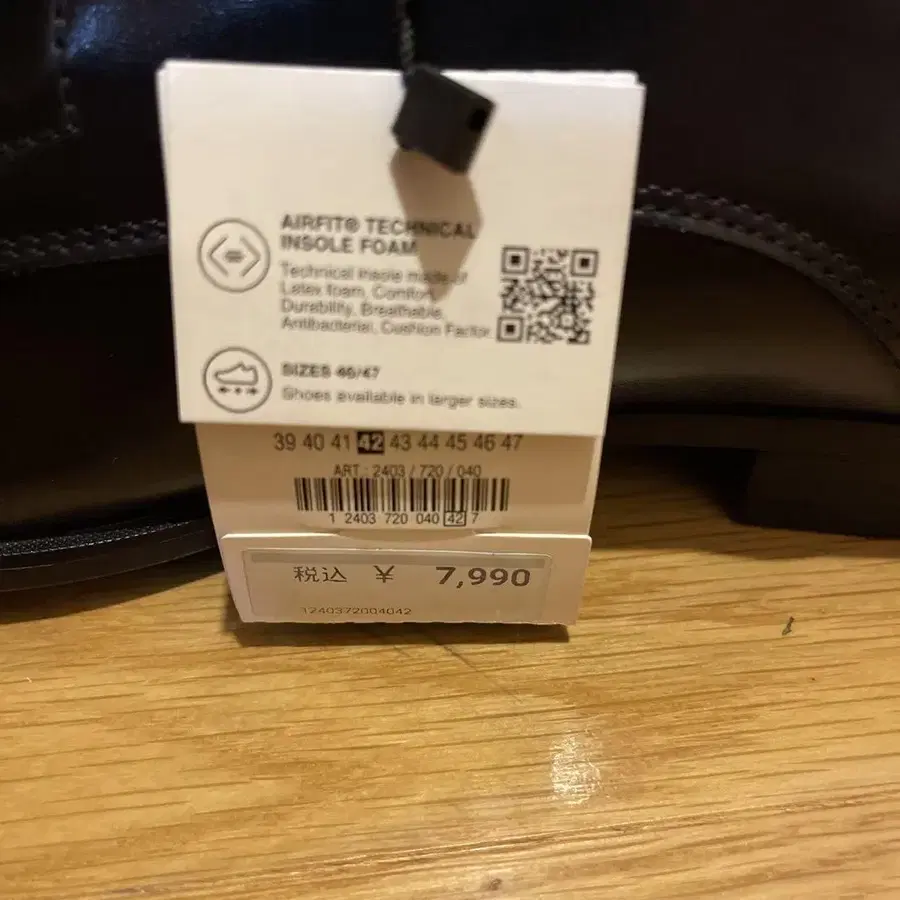 AIRFIT® TECHNICAL
INSOLE FOAM
Technical insole made of
Latex foam, Comfort,
Durability, Breathable,
Antibacterial, Cushion Factor.
SIZES 46/47
Shoes available in larger sizes.
39 40 41 42 43 44 45 46 47
ART.: 2403 / 720 / 040
1 2403 720 040 42 7
税込 ¥ 7,990
1240372004042